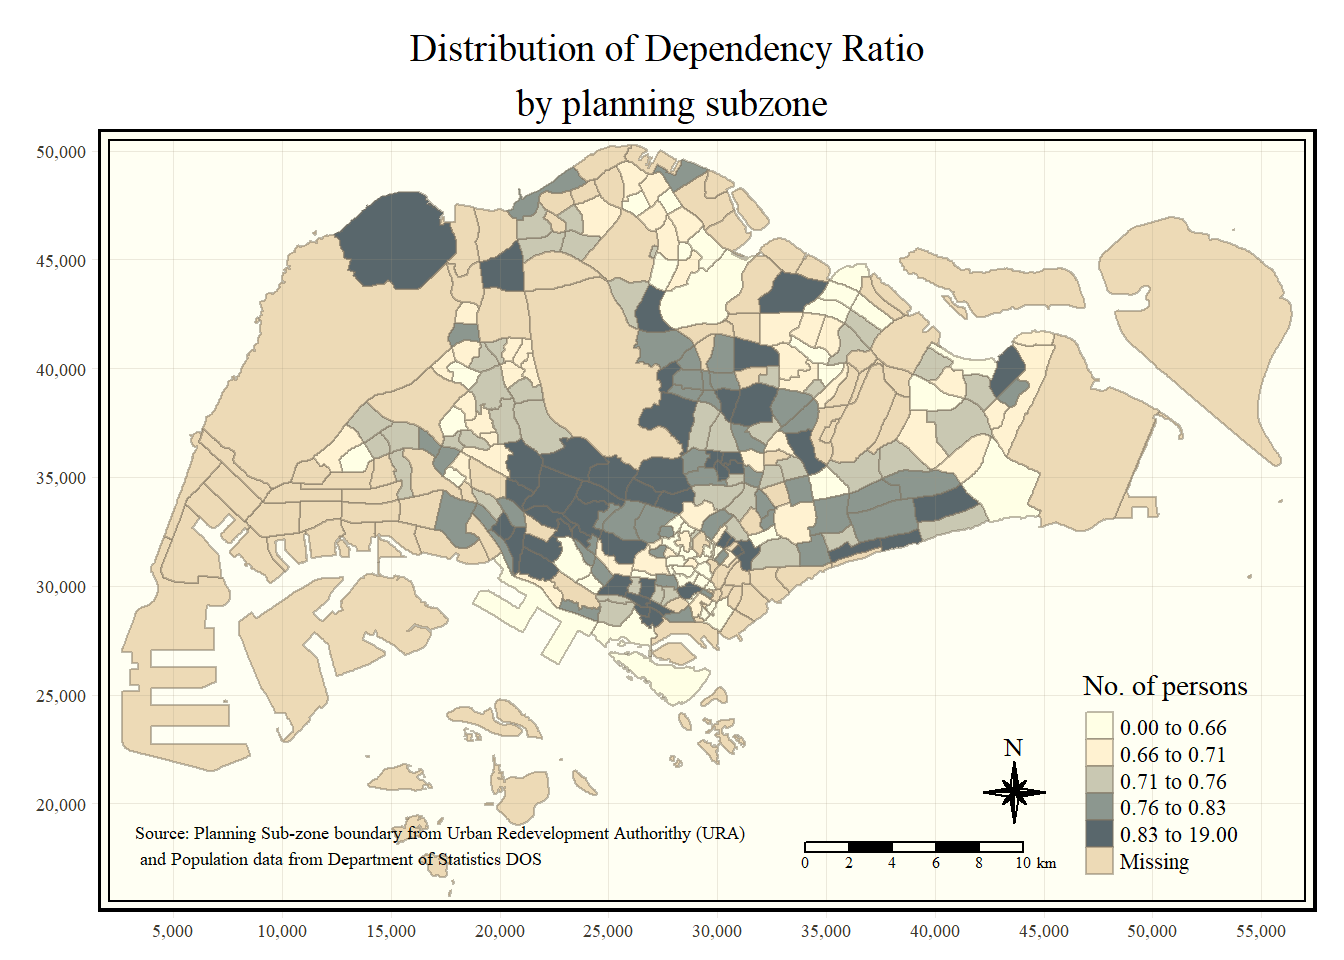 Distribution of Dependency Ratio
by planning subzone
50,000
45,000
40,000
35,000
30,000
25,000
20,000
No. of persons
0.00 to 0.66
0.66 to 0.71
0.71 to 0.76
0.76 to 0.83
0.83 to 19.00
Missing
N
Source: Planning Sub-zone boundary from Urban Redevelopment Authorithy (URA)
and Population data from Department of Statistics DOS
0 2 4 6 8 10 km
5,000 10,000 15,000 20,000 25,000 30,000 35,000 40,000 45,000 50,000 55,000